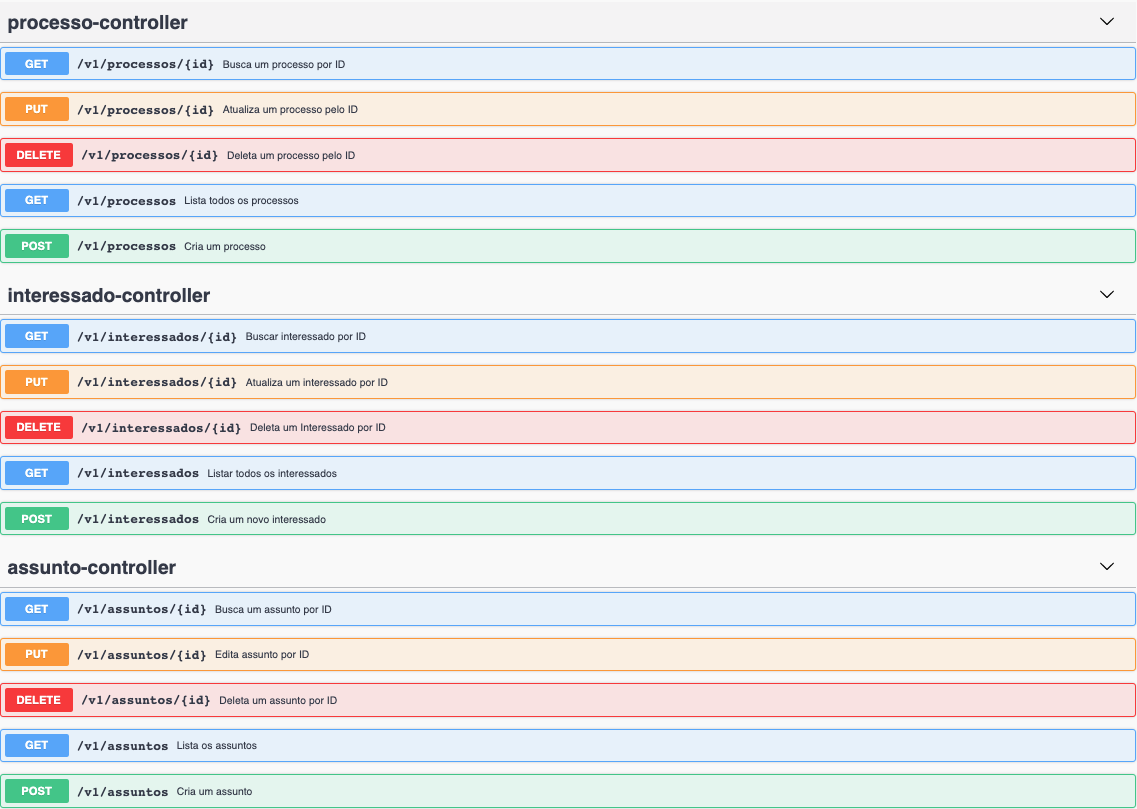 processo-controller
GET /v1/processos/{id} Busca um processo por ID
PUT /v1/processos/{id} Atualiza um processo pelo ID
DELETE /v1/processos/{id} Deleta um processo pelo ID
GET /v1/processos Lista todos os processos
POST /v1/processos Cria um processo
interessado-controller
GET /v1/interessados/{id} Buscar interessado por ID
PUT /v1/interessados/{id} Atualiza um interessado por ID
DELETE /v1/interessados/{id} Deleta um Interessado por ID
GET /v1/interessados Listar todos os interessados
POST /v1/interessados Cria um novo interessado
assunto-controller
GET /v1/assuntos/{id} Busca um assunto por ID
PUT /v1/assuntos/{id} Edita assunto por ID
DELETE /v1/assuntos/{id} Deleta um assunto por ID
GET /v1/assuntos Lista os assuntos
POST /v1/assuntos Cria um assunto